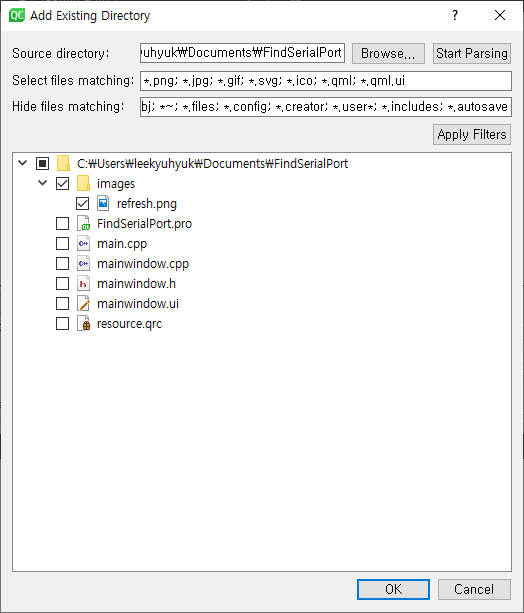 QC Add Existing Directory ?
Source directory: yuhyuk₩Documents₩FindSerialPort Browse... Start Parsing
Select files matching: *.png; *.jpg; *.gif; *.svg; *.ico; *.qml; *.qml.ui
Hide files matching: bj; *~; *.files; *.config; *.creator; *.user*; *.includes; *.autosave
Apply Filters
C:₩Users₩leekyuhyuk₩Documents₩FindSerialPort
images
refresh.png
FindSerialPort.pro
C++ main.cpp
C++ mainwindow.cpp
h mainwindow.h
mainwindow.ui
resource.qrc
OK Cancel